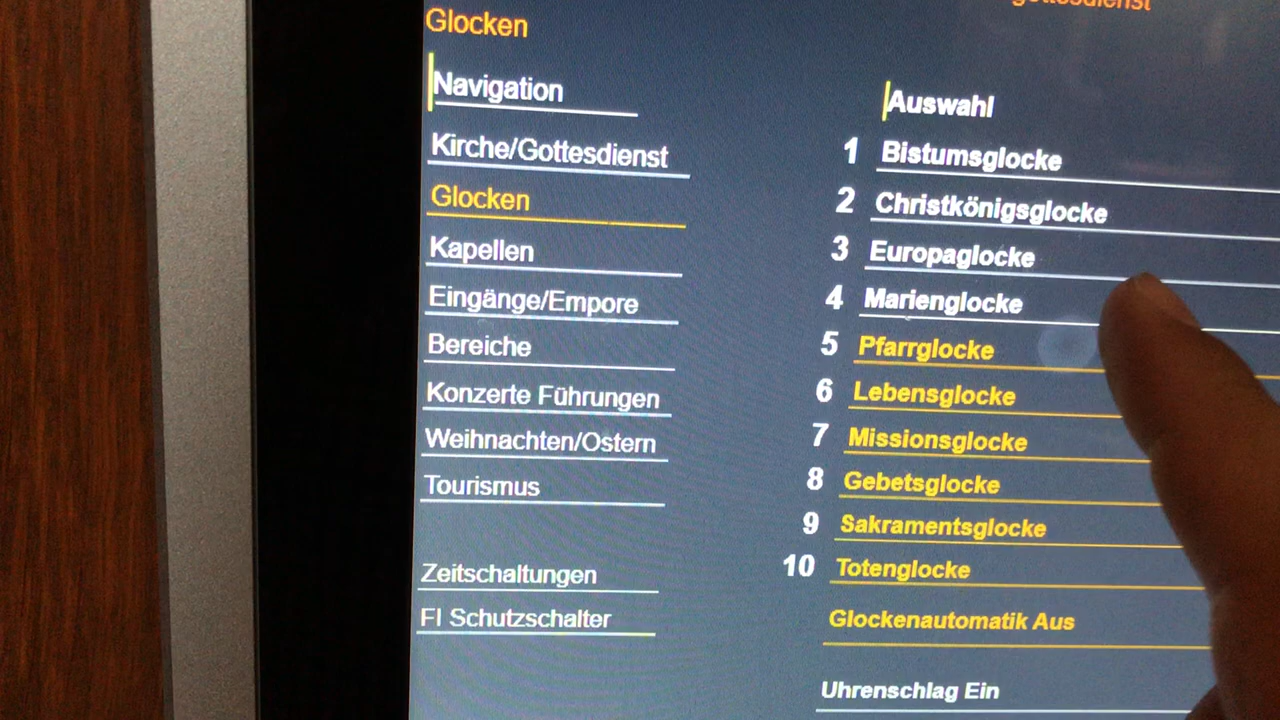 gottesdienst
Glocken
Navigation
Kirche/Gottesdienst
Glocken
Kapellen
Eingänge/Empore
Bereiche
Konzerte Führungen
Weihnachten/Ostern
Tourismus
Zeitschaltungen
FI Schutzschalter
Auswahl
1 Bistumsglocke
2 Christkönigsglocke
3 Europaglocke
4 Marienglocke
5 Pfarrglocke
6 Lebensglocke
7 Missionsglocke
8 Gebetsglocke
9 Sakramentsglocke
10 Totenglocke
Glockenautomatik Aus
Uhrenschlag Ein